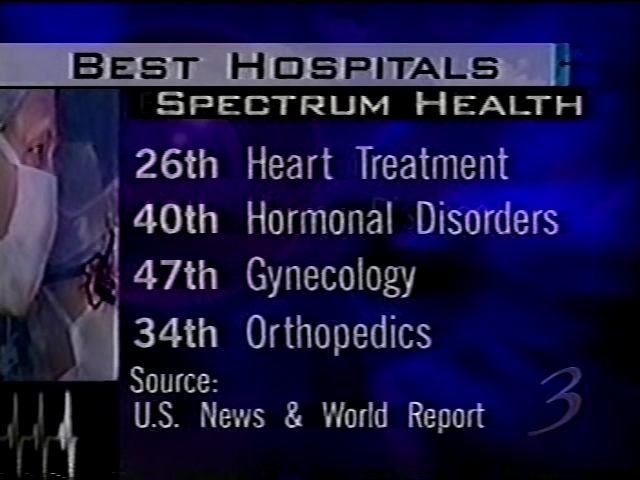 BEST HOSPITALS
SPECTRUM HEALTH
26th Heart Treatment
40th Hormonal Disorders
47th Gynecology
34th Orthopedics
Source:
U.S. News & World Report
3